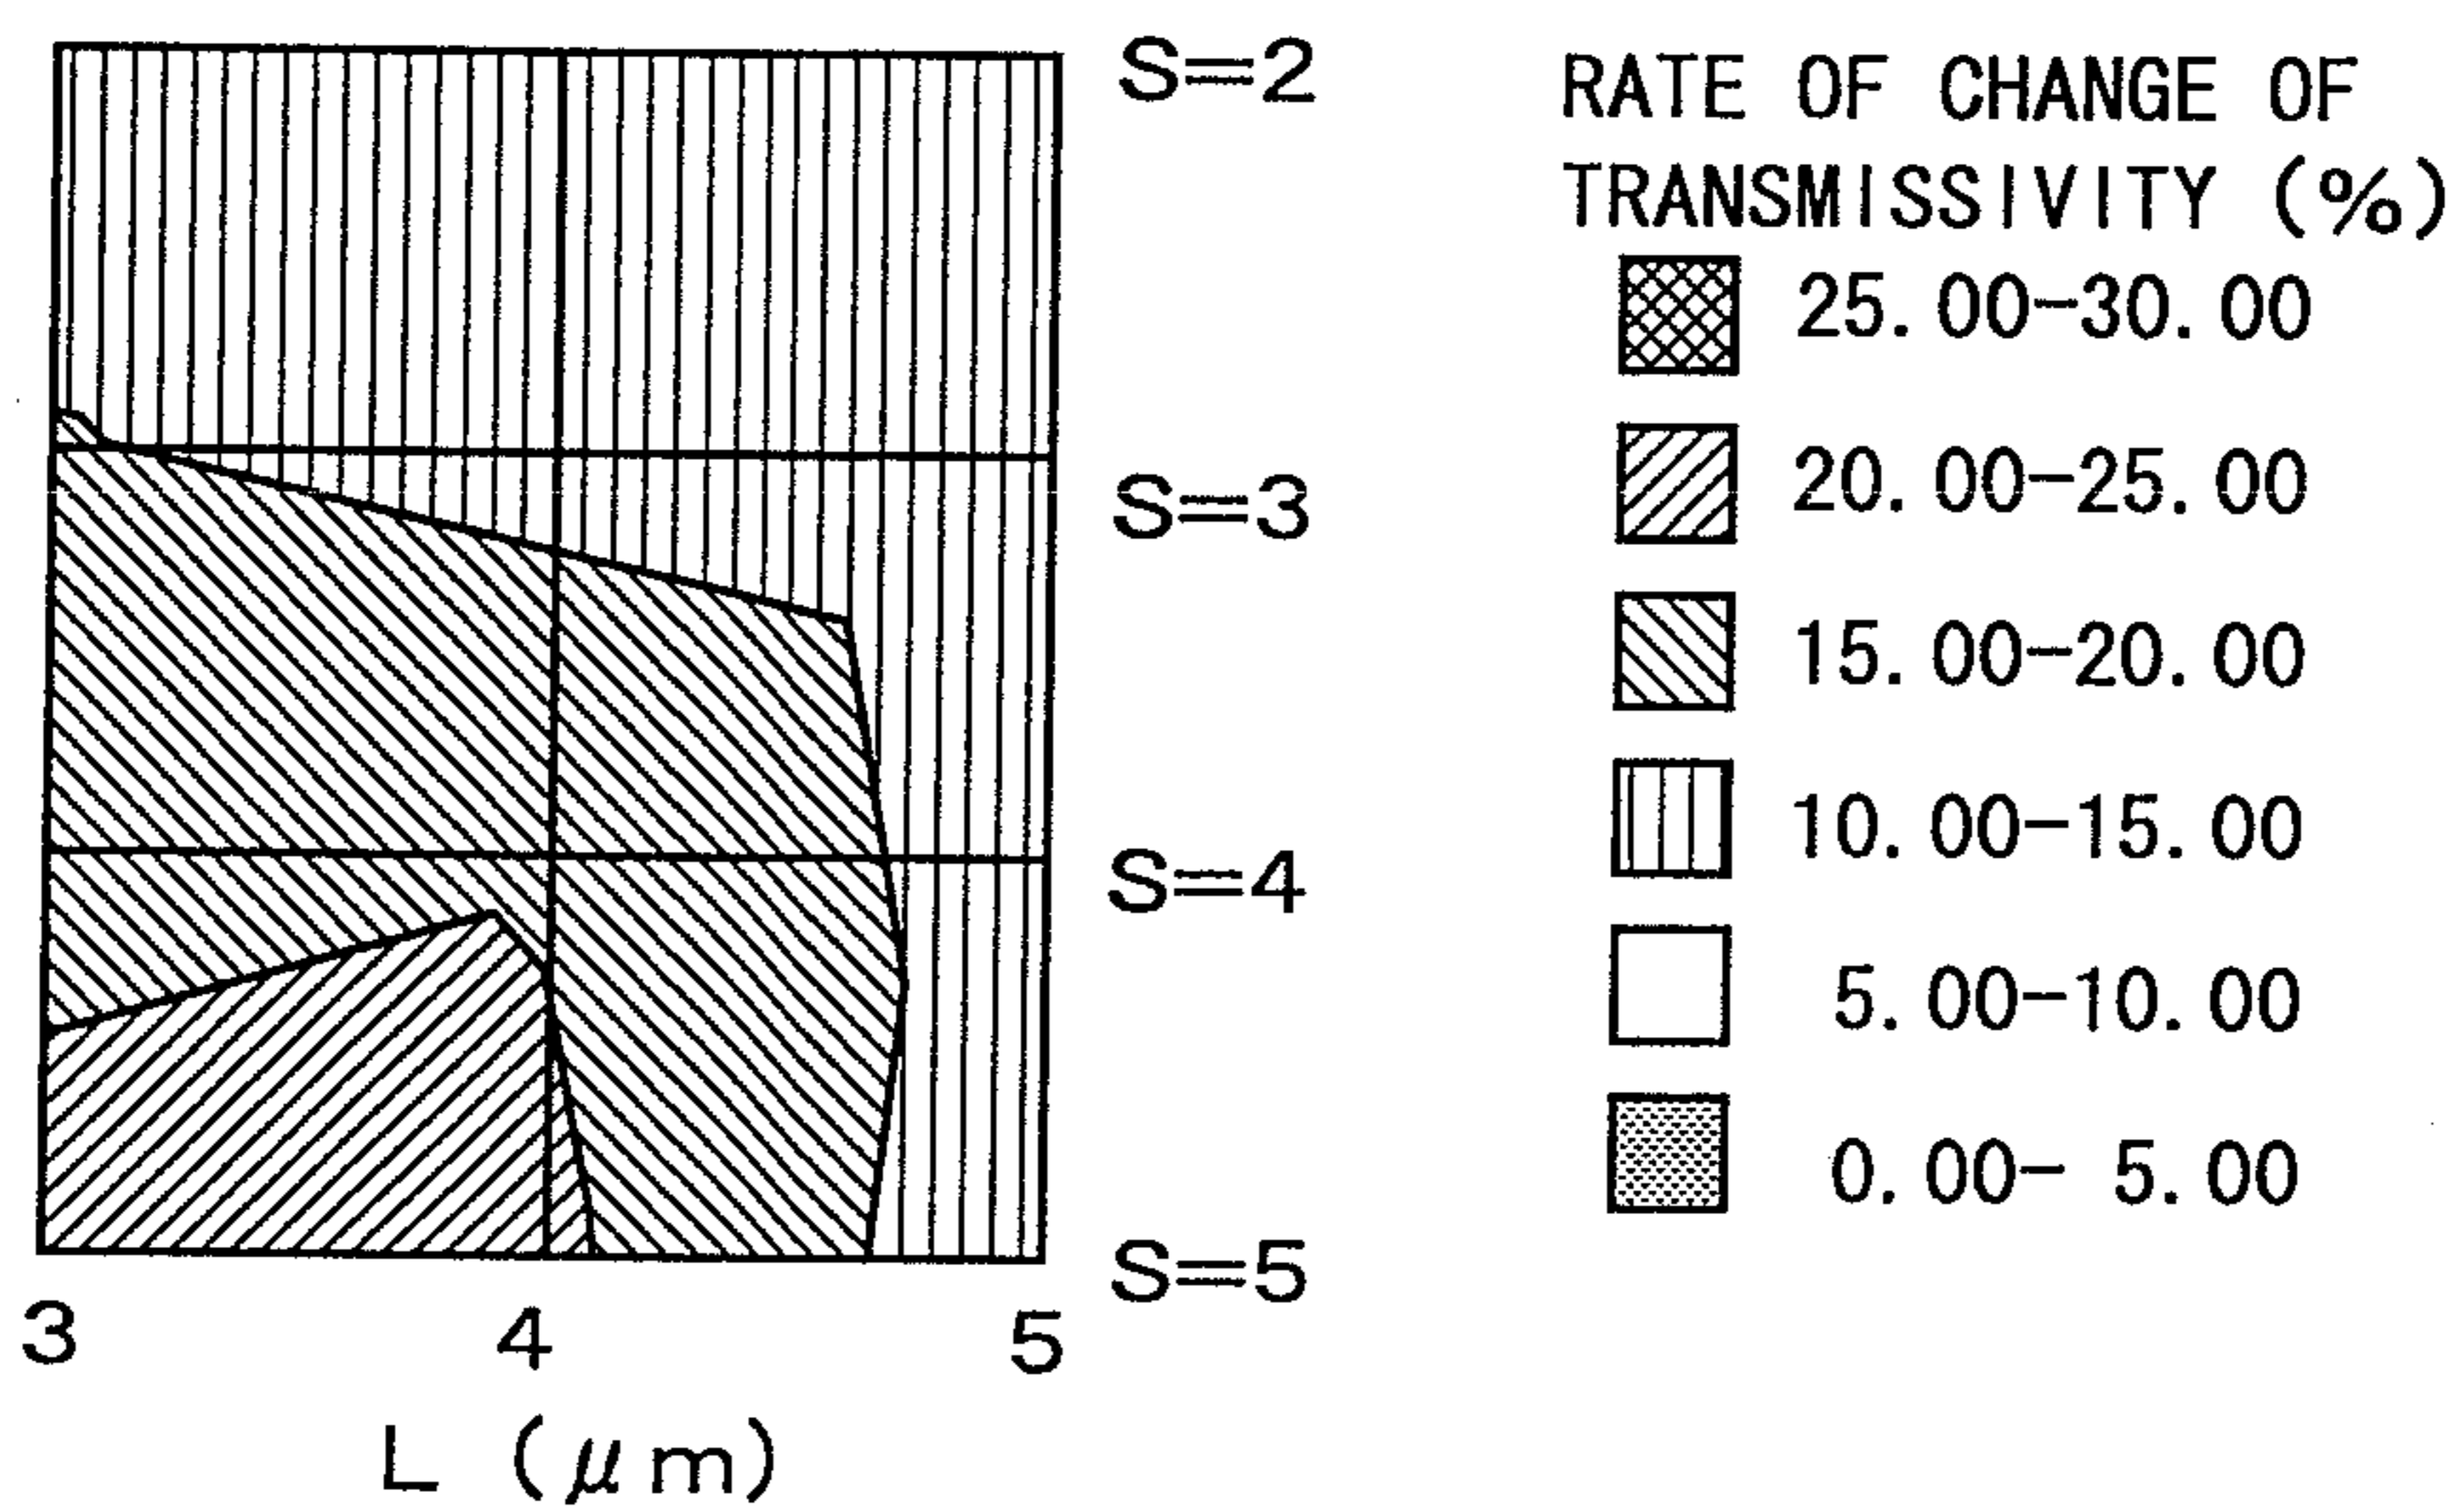 S=2
S=3
S=4
S=5
3 4 5
L (μm)
RATE OF CHANGE OF
TRANSMISSIVITY (%)
25.00-30.00
20.00-25.00
15.00-20.00
10.00-15.00
5.00-10.00
0.00- 5.00